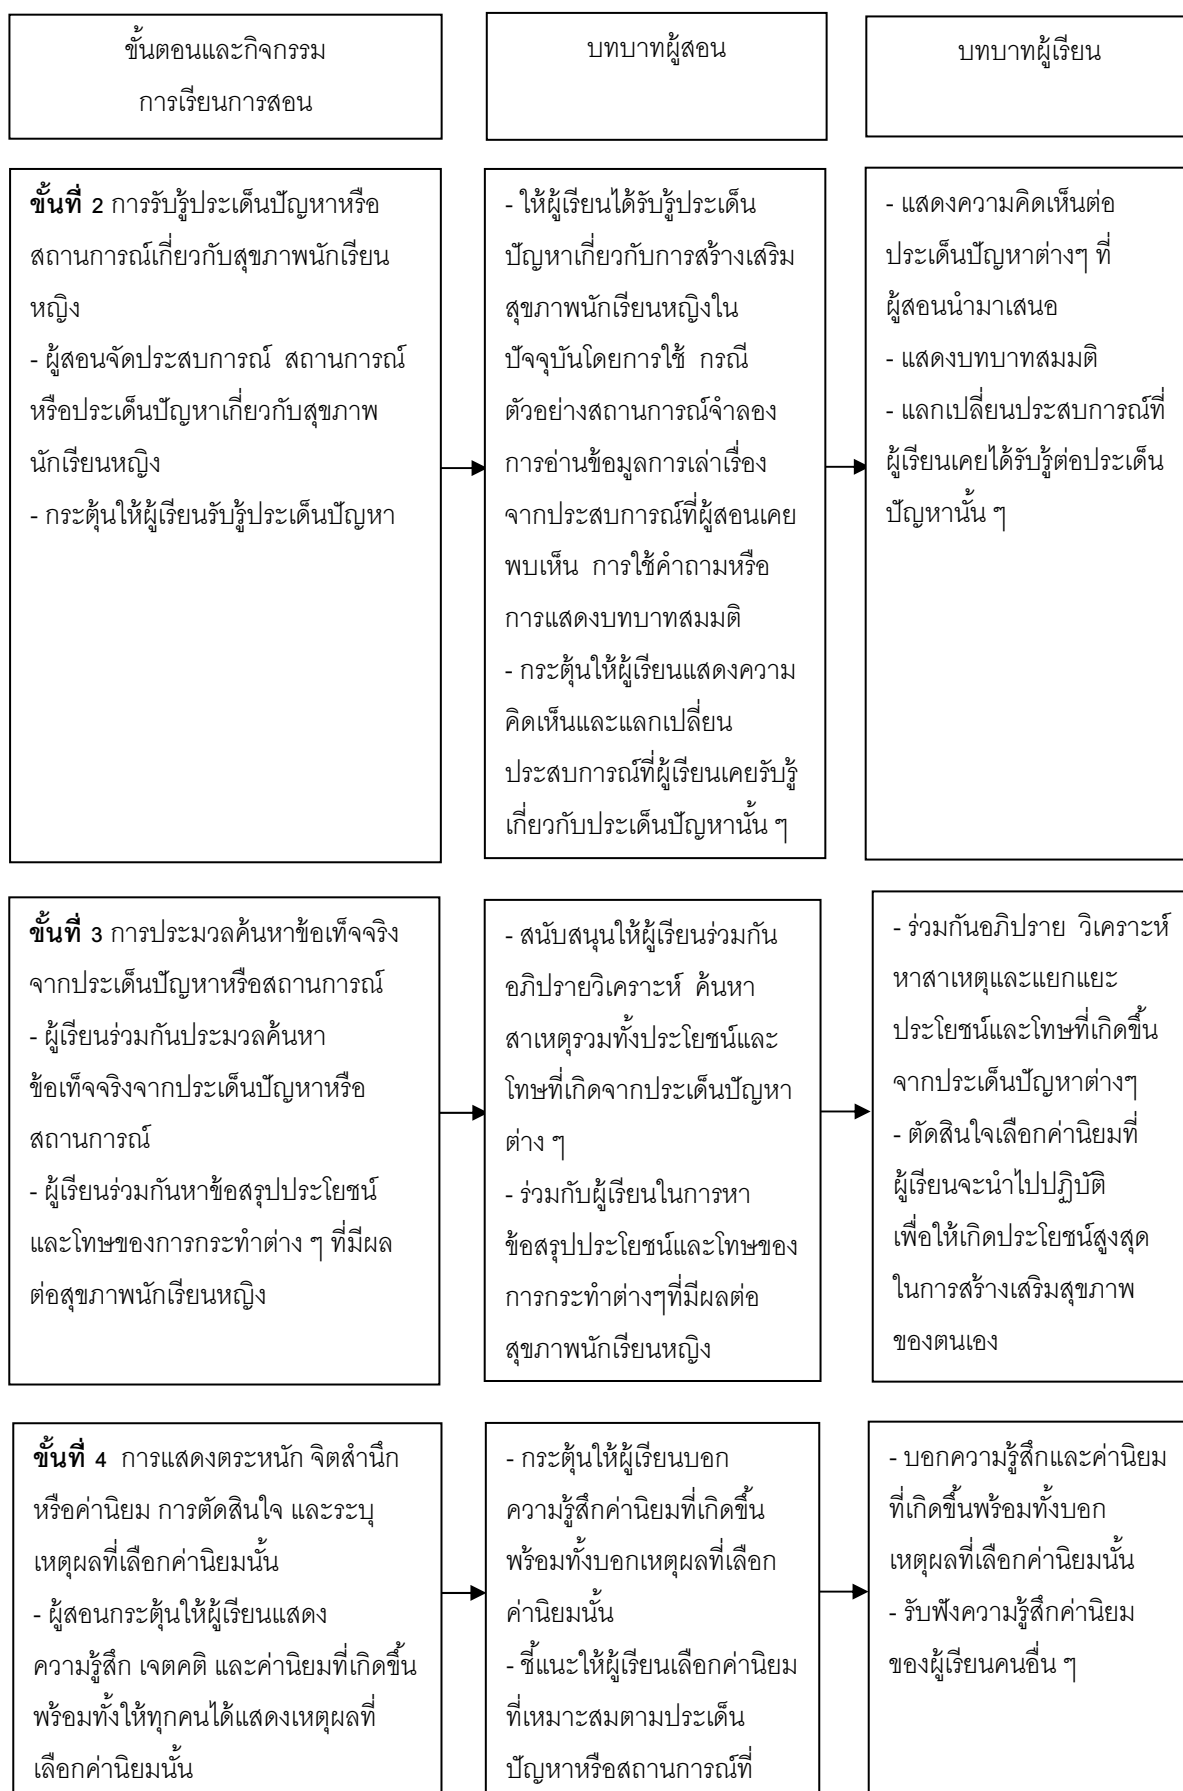 ขั้นตอนและกิจกรรม
การเรียนการสอน
บทบาทผู้สอน
บทบาทผู้เรียน
ขั้นที่ 2 การรับรู้ประเด็นปัญหาหรือ
สถานการณ์เกี่ยวกับสุขภาพนักเรียน
หญิง
- ผู้สอนจัดประสบการณ์ สถานการณ์
หรือประเด็นปัญหาเกี่ยวกับสุขภาพ
นักเรียนหญิง
- กระตุ้นให้ผู้เรียนรับรู้ประเด็นปัญหา
- ให้ผู้เรียนได้รับรู้ประเด็น
ปัญหาเกี่ยวกับการสร้างเสริม
สุขภาพนักเรียนหญิงใน
ปัจจุบันโดยการใช้ กรณี
ตัวอย่างสถานการณ์จำลอง
การอ่านข้อมูลการเล่าเรื่อง
จากประสบการณ์ที่ผู้สอนเคย
พบเห็น การใช้คำถามหรือ
การแสดงบทบาทสมมติ
- กระตุ้นให้ผู้เรียนแสดงความ
คิดเห็นและแลกเปลี่ยน
ประสบการณ์ที่ผู้เรียนเคยรับรู้
เกี่ยวกับประเด็นปัญหานั้น ๆ
- แสดงความคิดเห็นต่อ
ประเด็นปัญหาต่างๆ ที่
ผู้สอนนำมาเสนอ
- แสดงบทบาทสมมติ
- แลกเปลี่ยนประสบการณ์ที่
ผู้เรียนเคยได้รับรู้ต่อประเด็น
ปัญหานั้น ๆ
ขั้นที่ 3 การประมวลค้นหาข้อเท็จจริง
จากประเด็นปัญหาหรือสถานการณ์
- ผู้เรียนร่วมกันประมวลค้นหา
ข้อเท็จจริงจากประเด็นปัญหาหรือ
สถานการณ์
- ผู้เรียนร่วมกันหาข้อสรุปประโยชน์
และโทษของการกระทำต่าง ๆ ที่มีผล
ต่อสุขภาพนักเรียนหญิง
- สนับสนุนให้ผู้เรียนร่วมกัน
อภิปรายวิเคราะห์ ค้นหา
สาเหตุรวมทั้งประโยชน์และ
โทษที่เกิดจากประเด็นปัญหา
ต่าง ๆ
- ร่วมกับผู้เรียนในการหา
ข้อสรุปประโยชน์และโทษของ
การกระทำต่างๆที่มีผลต่อ
สุขภาพนักเรียนหญิง
- ร่วมกันอภิปราย วิเคราะห์
หาสาเหตุและแยกแยะ
ประโยชน์และโทษที่เกิดขึ้น
จากประเด็นปัญหาต่างๆ
- ตัดสินใจเลือกค่านิยมที่
ผู้เรียนจะนำไปปฏิบัติ
เพื่อให้เกิดประโยชน์สูงสุด
ในการสร้างเสริมสุขภาพ
ของตนเอง
ขั้นที่ 4 การแสดงตระหนัก จิตสำนึก
หรือค่านิยม การตัดสินใจ และระบุ
เหตุผลที่เลือกค่านิยมนั้น
- ผู้สอนกระตุ้นให้ผู้เรียนแสดง
ความรู้สึก เจตคติ และค่านิยมที่เกิดขึ้น
พร้อมทั้งให้ทุกคนได้แสดงเหตุผลที่
เลือกค่านิยมนั้น
- กระตุ้นให้ผู้เรียนบอก
ความรู้สึกค่านิยมที่เกิดขึ้น
พร้อมทั้งบอกเหตุผลที่เลือก
ค่านิยมนั้น
- ชี้แนะให้ผู้เรียนเลือกค่านิยม
ที่เหมาะสมตามประเด็น
ปัญหาหรือสถานการณ์ที่
- บอกความรู้สึกและค่านิยม
ที่เกิดขึ้นพร้อมทั้งบอก
เหตุผลที่เลือกค่านิยมนั้น
- รับฟังความรู้สึกค่านิยม
ของผู้เรียนคนอื่น ๆ